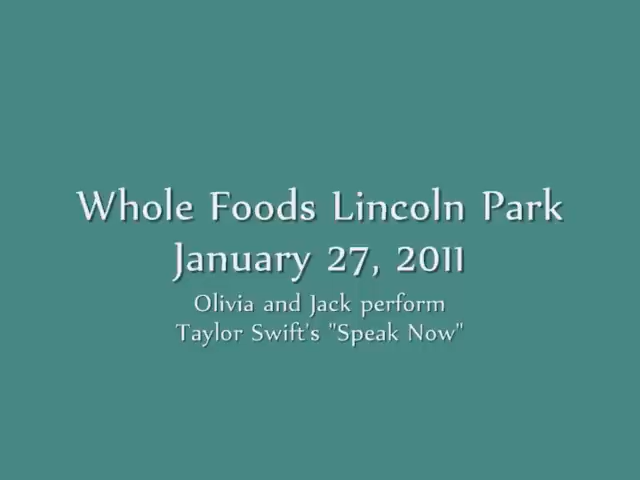 Whole Foods Lincoln Park
January 27, 2011
Olivia and Jack perform
Taylor Swift's "Speak Now"